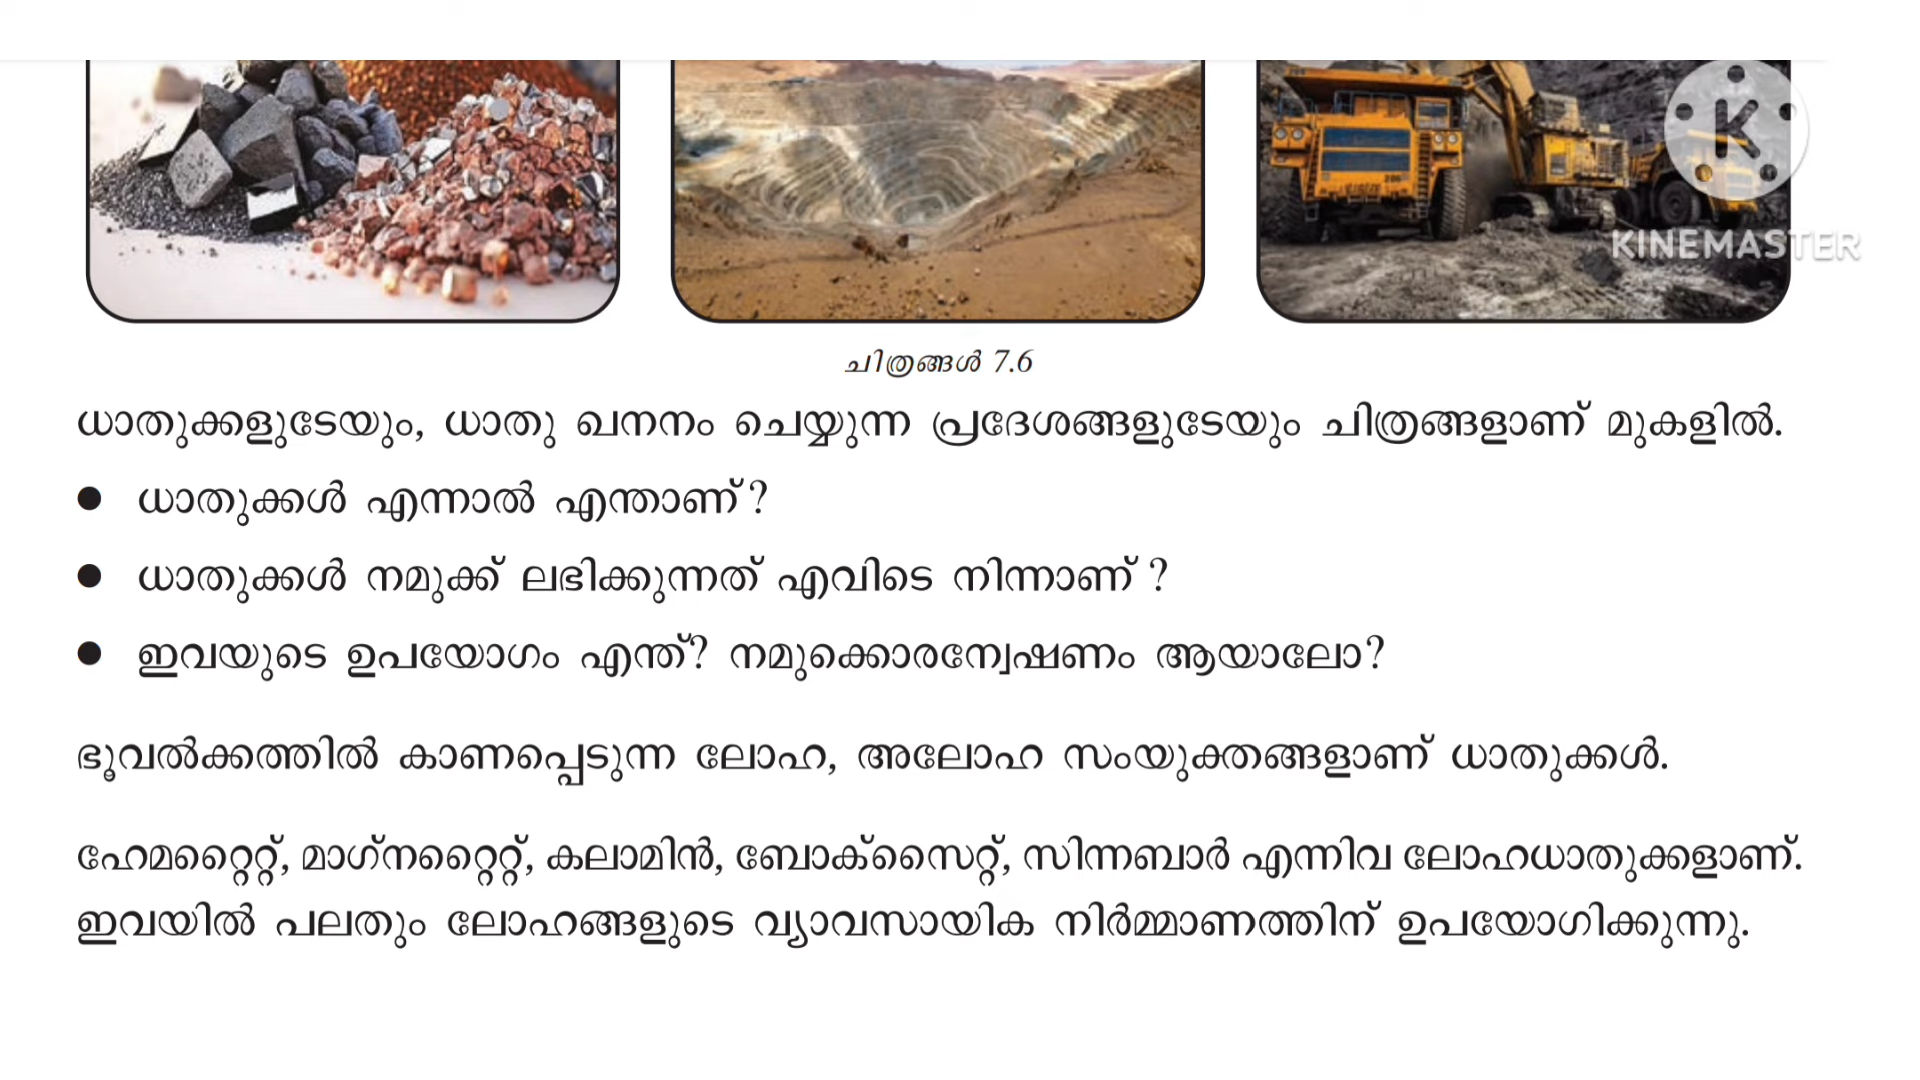 K
KINEMASTER
ചിത്രങ്ങൾ 7.6
ധാതുക്കളുടേയും, ധാതു ഖനനം ചെയ്യുന്ന പ്രദേശങ്ങളുടേയും ചിത്രങ്ങളാണ് മുകളിൽ.
● ധാതുക്കൾ എന്നാൽ എന്താണ്?
● ധാതുക്കൾ നമുക്ക് ലഭിക്കുന്നത് എവിടെ നിന്നാണ് ?
● ഇവയുടെ ഉപയോഗം എന്ത്? നമുക്കൊരന്വേഷണം ആയാലോ?
ഭൂവൽക്കത്തിൽ കാണപ്പെടുന്ന ലോഹ, അലോഹ സംയുക്തങ്ങളാണ് ധാതുക്കൾ.
ഹേമറ്റൈറ്റ്, മാഗ്നറ്റൈറ്റ്, കലാമിൻ, ബോക്സൈറ്റ്, സിന്നബാർ എന്നിവ ലോഹധാതുക്കളാണ്.
ഇവയിൽ പലതും ലോഹങ്ങളുടെ വ്യാവസായിക നിർമ്മാണത്തിന് ഉപയോഗിക്കുന്നു.